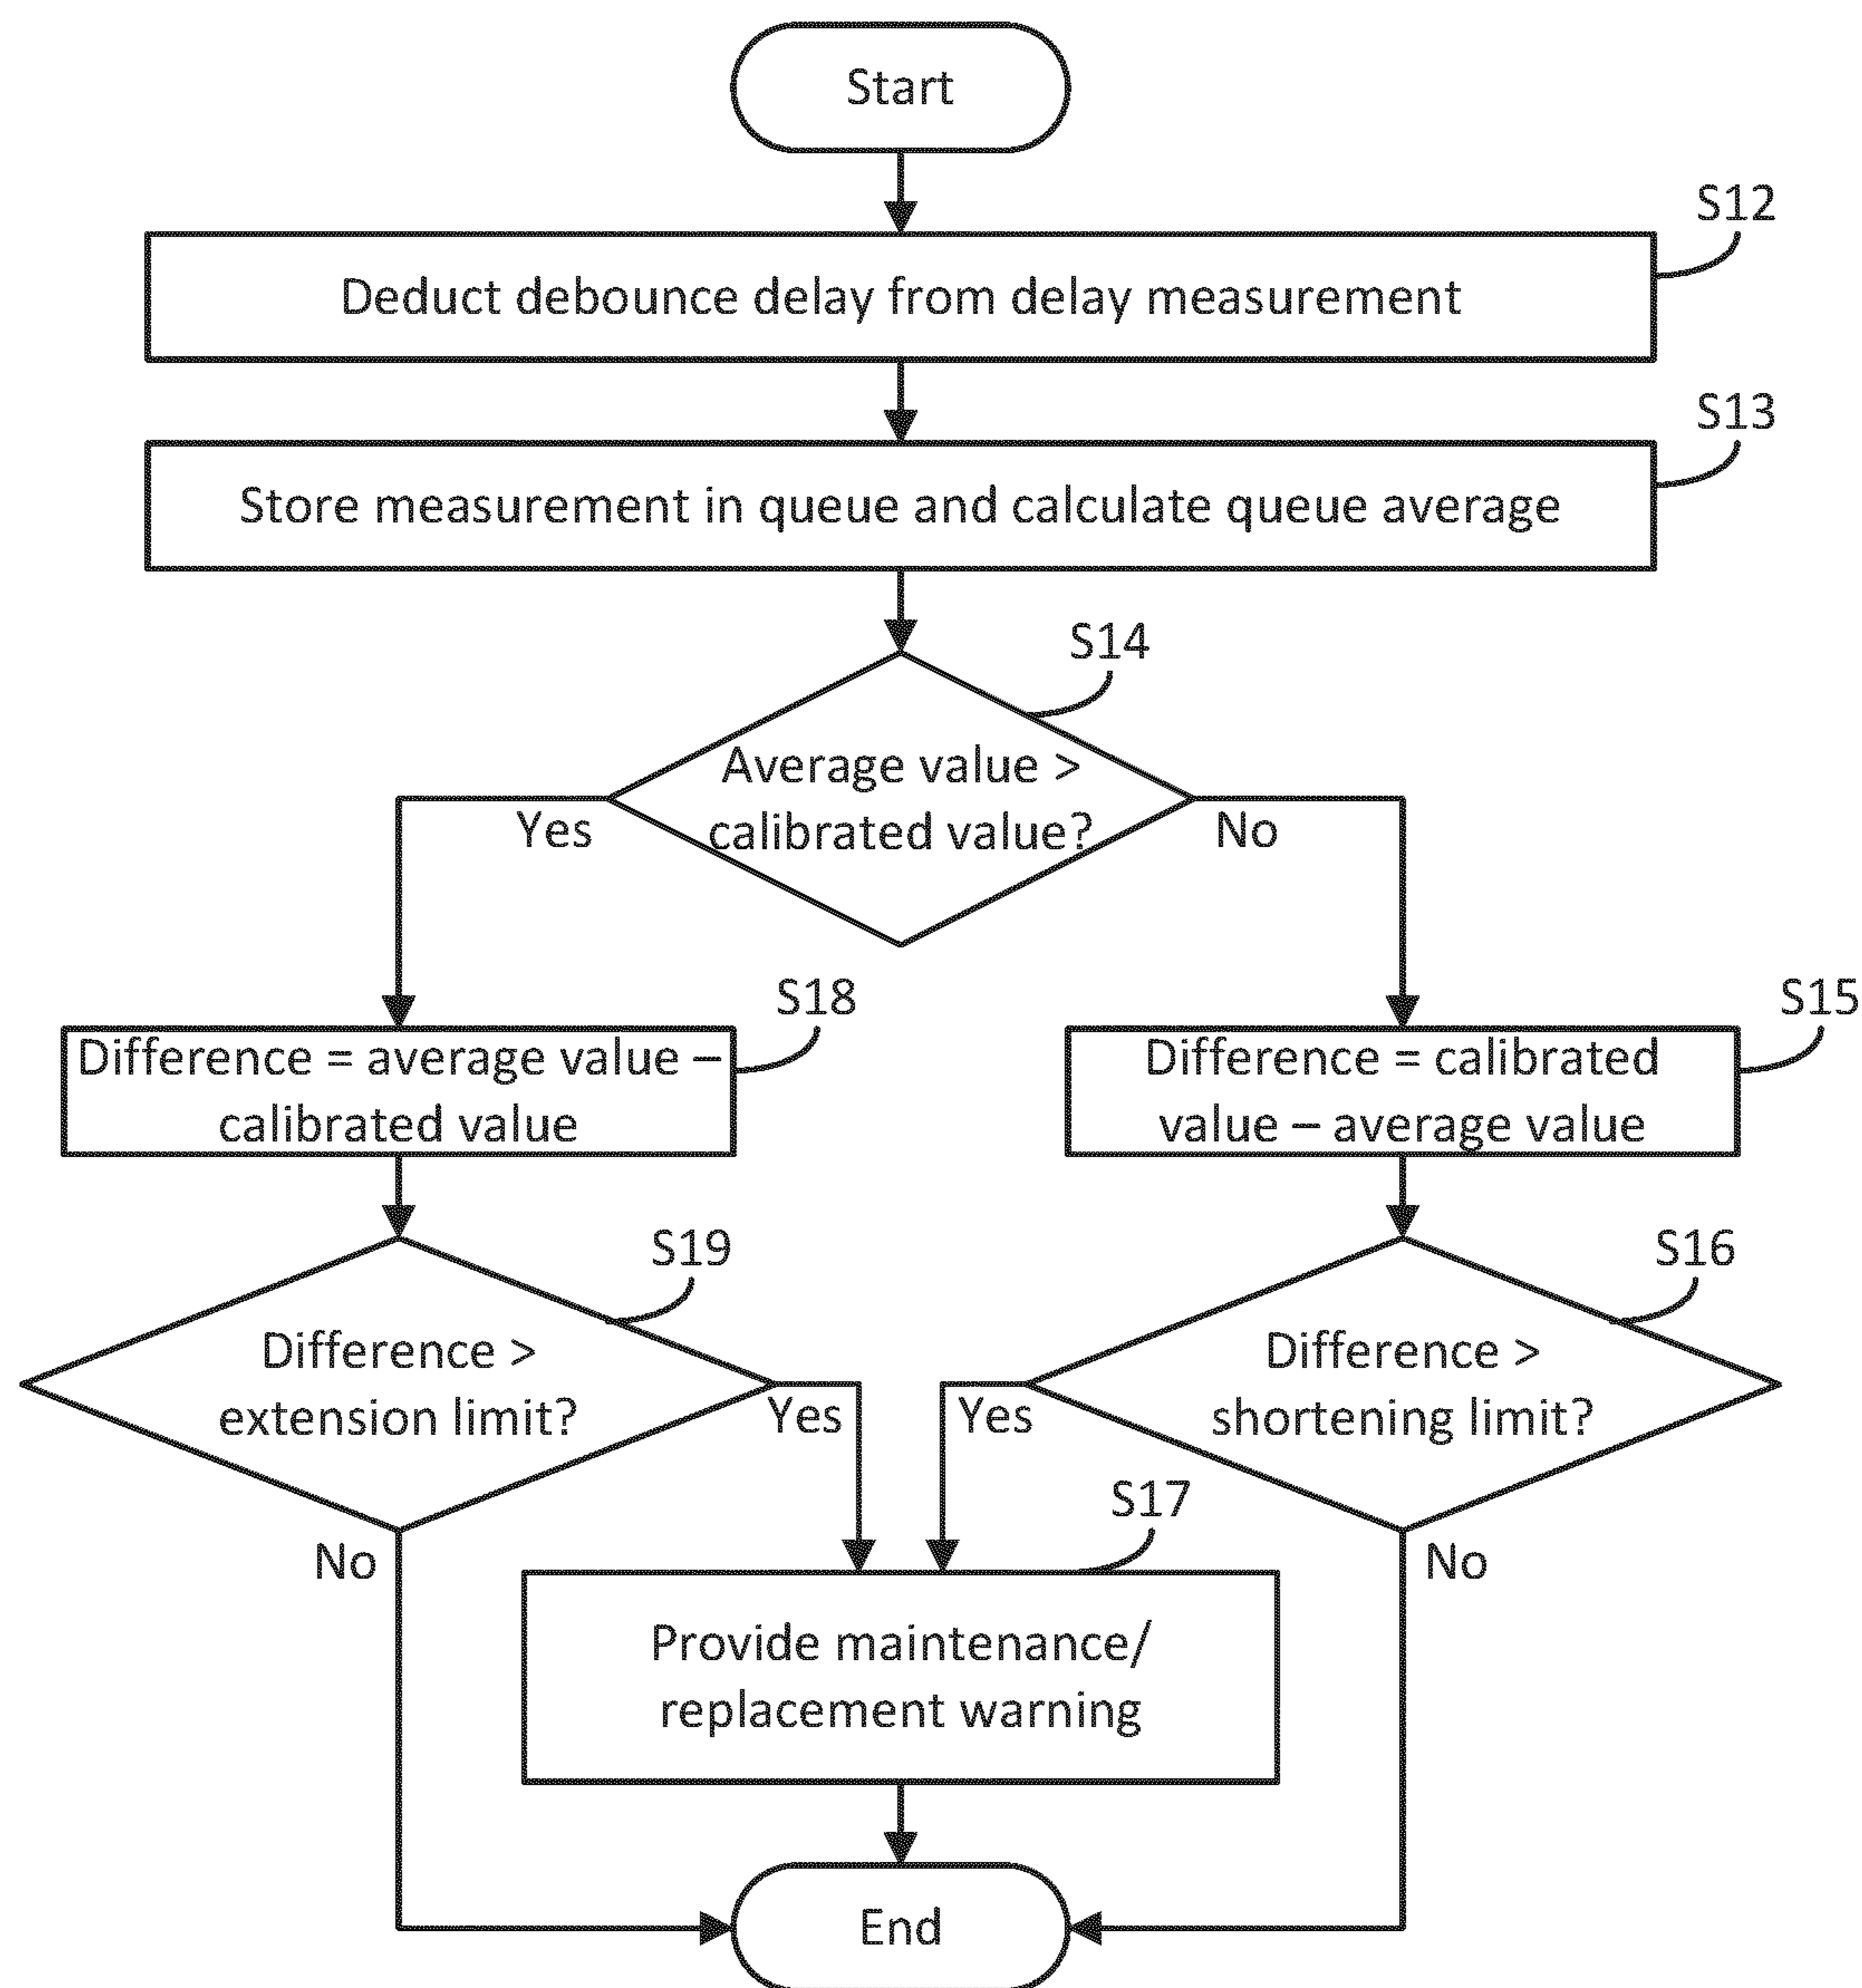 Start
S12
Deduct debounce delay from delay measurement
S13
Store measurement in queue and calculate queue average
S14
Average value >
calibrated value?
Yes
No
S18
Difference = average value –
calibrated value
S15
Difference = calibrated
value – average value
S19
Difference >
extension limit?
Yes
No
S16
Difference >
shortening limit?
Yes
No
S17
Provide maintenance/
replacement warning
End